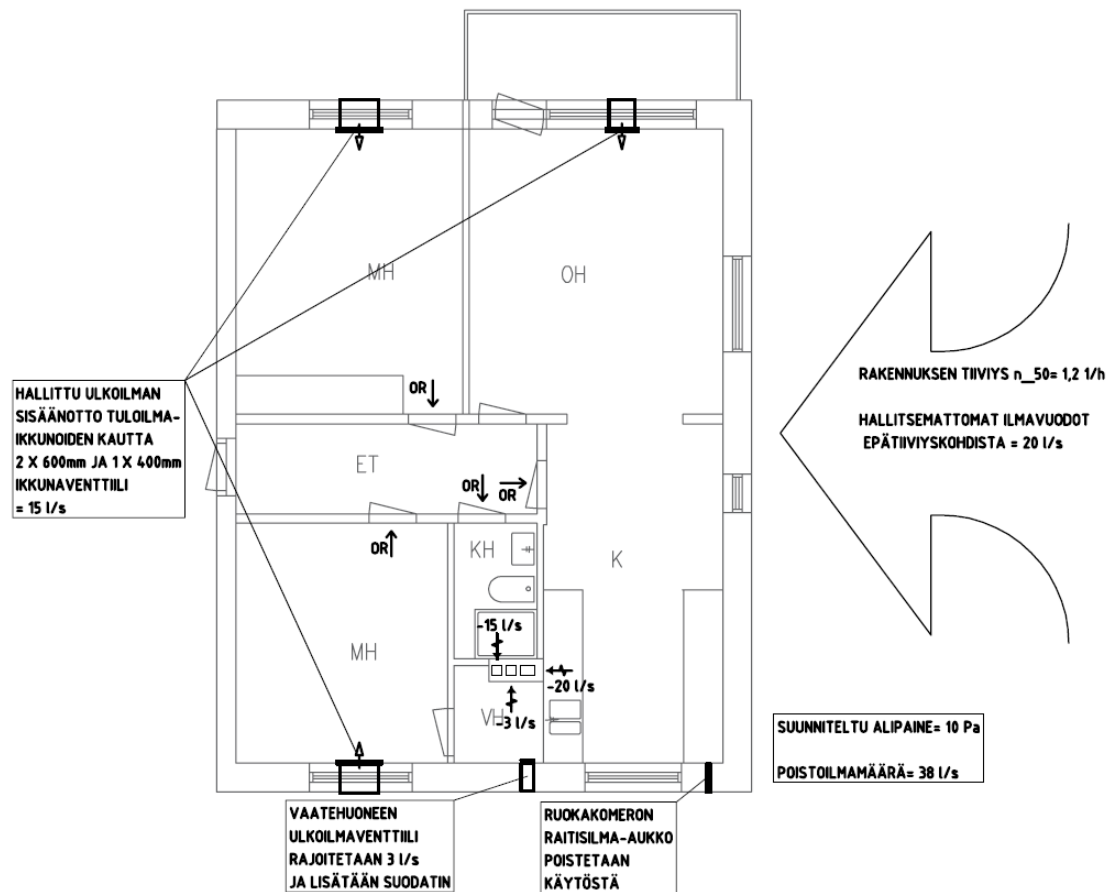 MH
OH
OR
RAKENNUKSEN TIIVIYS n_50= 1,2 1/h
HALLITSEMATTOMAT ILMAVUODOT
EPÄTIIVIYSKOHDISTA = 20 l/s
HALLITTU ULKOILMAN
SISÄÄNOTTO TULOILMA-
IKKUNOIDEN KAUTTA
2 X 600mm JA 1 X 400mm
IKKUNAVENTTIILI
= 15 l/s
ET
OR
OR
OR
KH
K
-15 l/s
MH
-20 l/s
VH
-3 l/s
SUUNNITELTU ALIPAINE= 10 Pa
POISTOILMAMÄÄRÄ= 38 l/s
VAATEHUONEEN
ULKOILMAVENTTIILI
RAJOITETAAN 3 l/s
JA LISÄTÄÄN SUODATIN
RUOKAKOMERON
RAITISILMA-AUKKO
POISTETAAN
KÄYTÖSTÄ